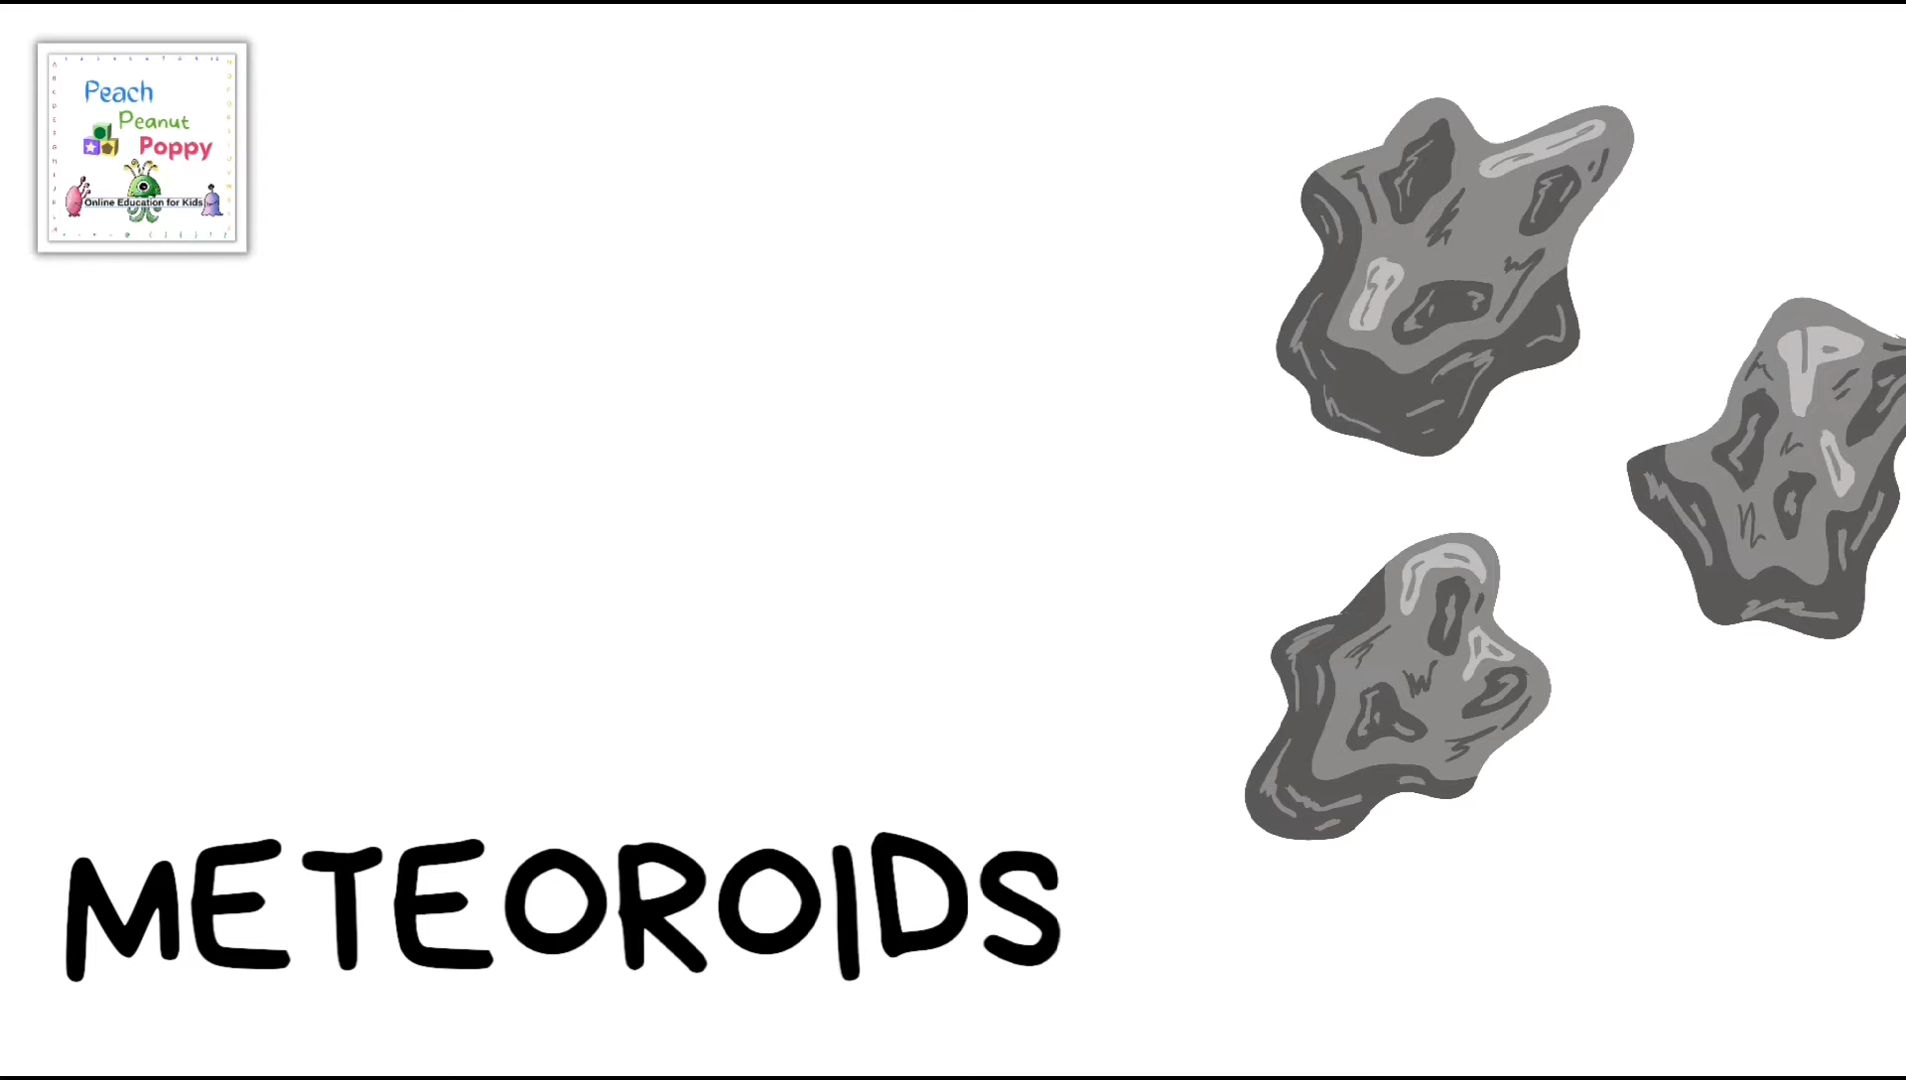 Peach
Peanut
Poppy
Online Education for Kids
METEOROIDS